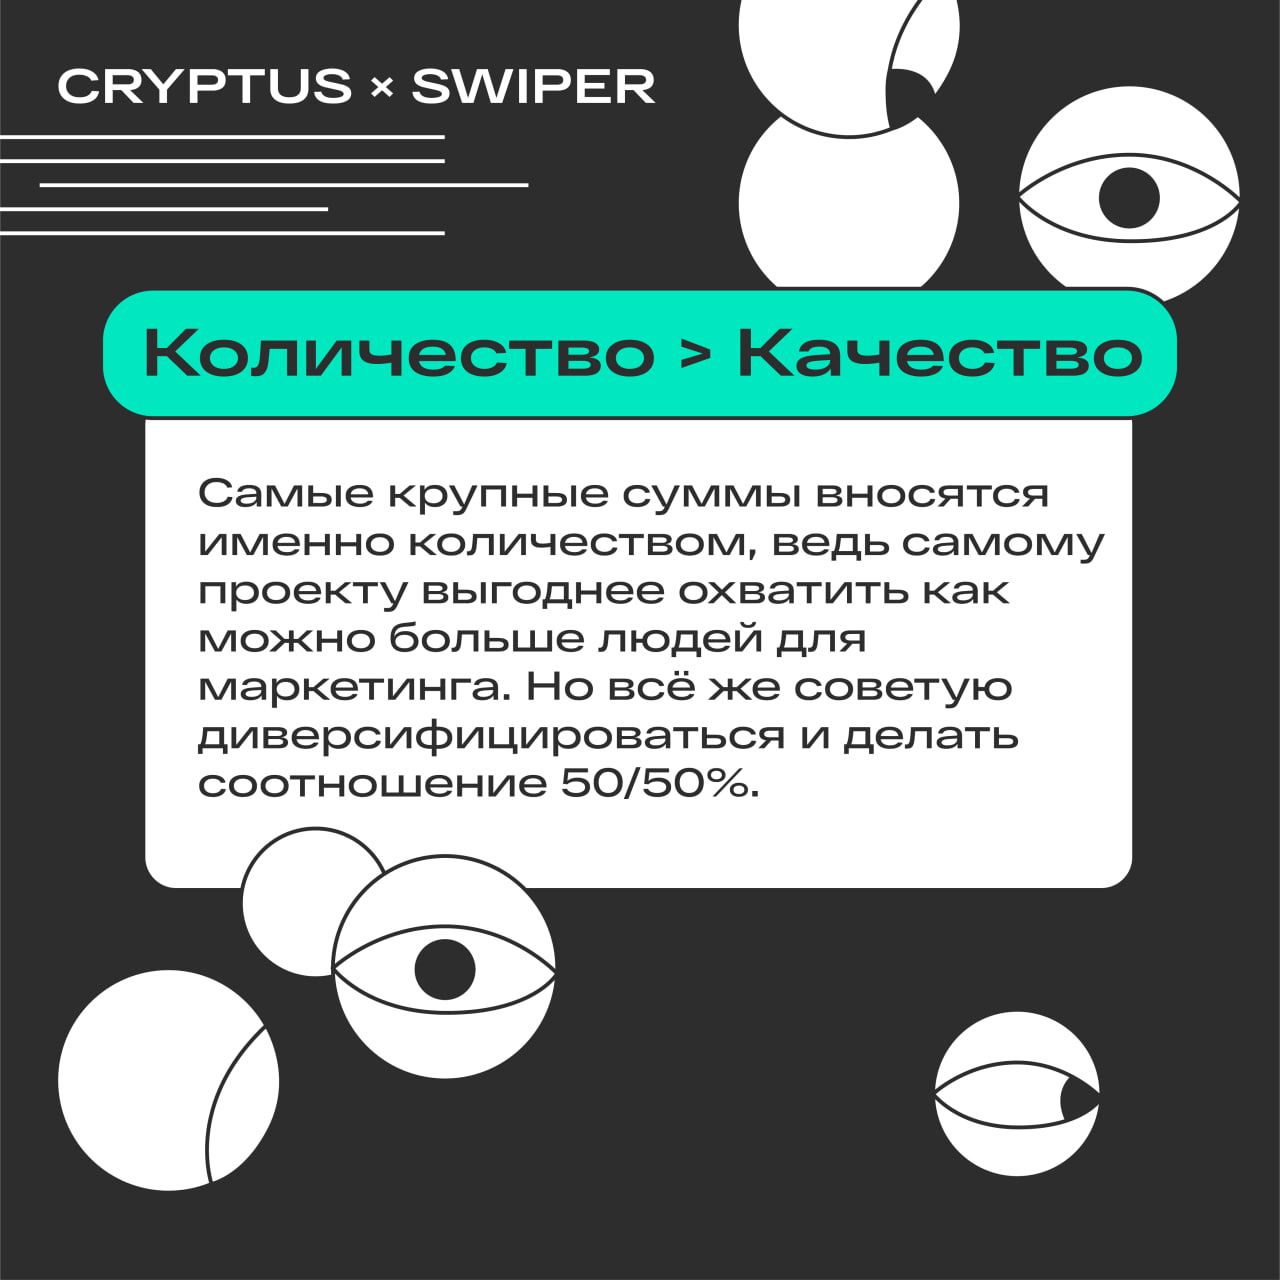 CRYPTUS × SWIPER
Количество > Качество
Самые крупные суммы вносятся
именно количеством, ведь самому
проекту выгоднее охватить как
можно больше людей для
маркетинга. Но всё же советую
диверсифицироваться и делать
соотношение 50/50%.